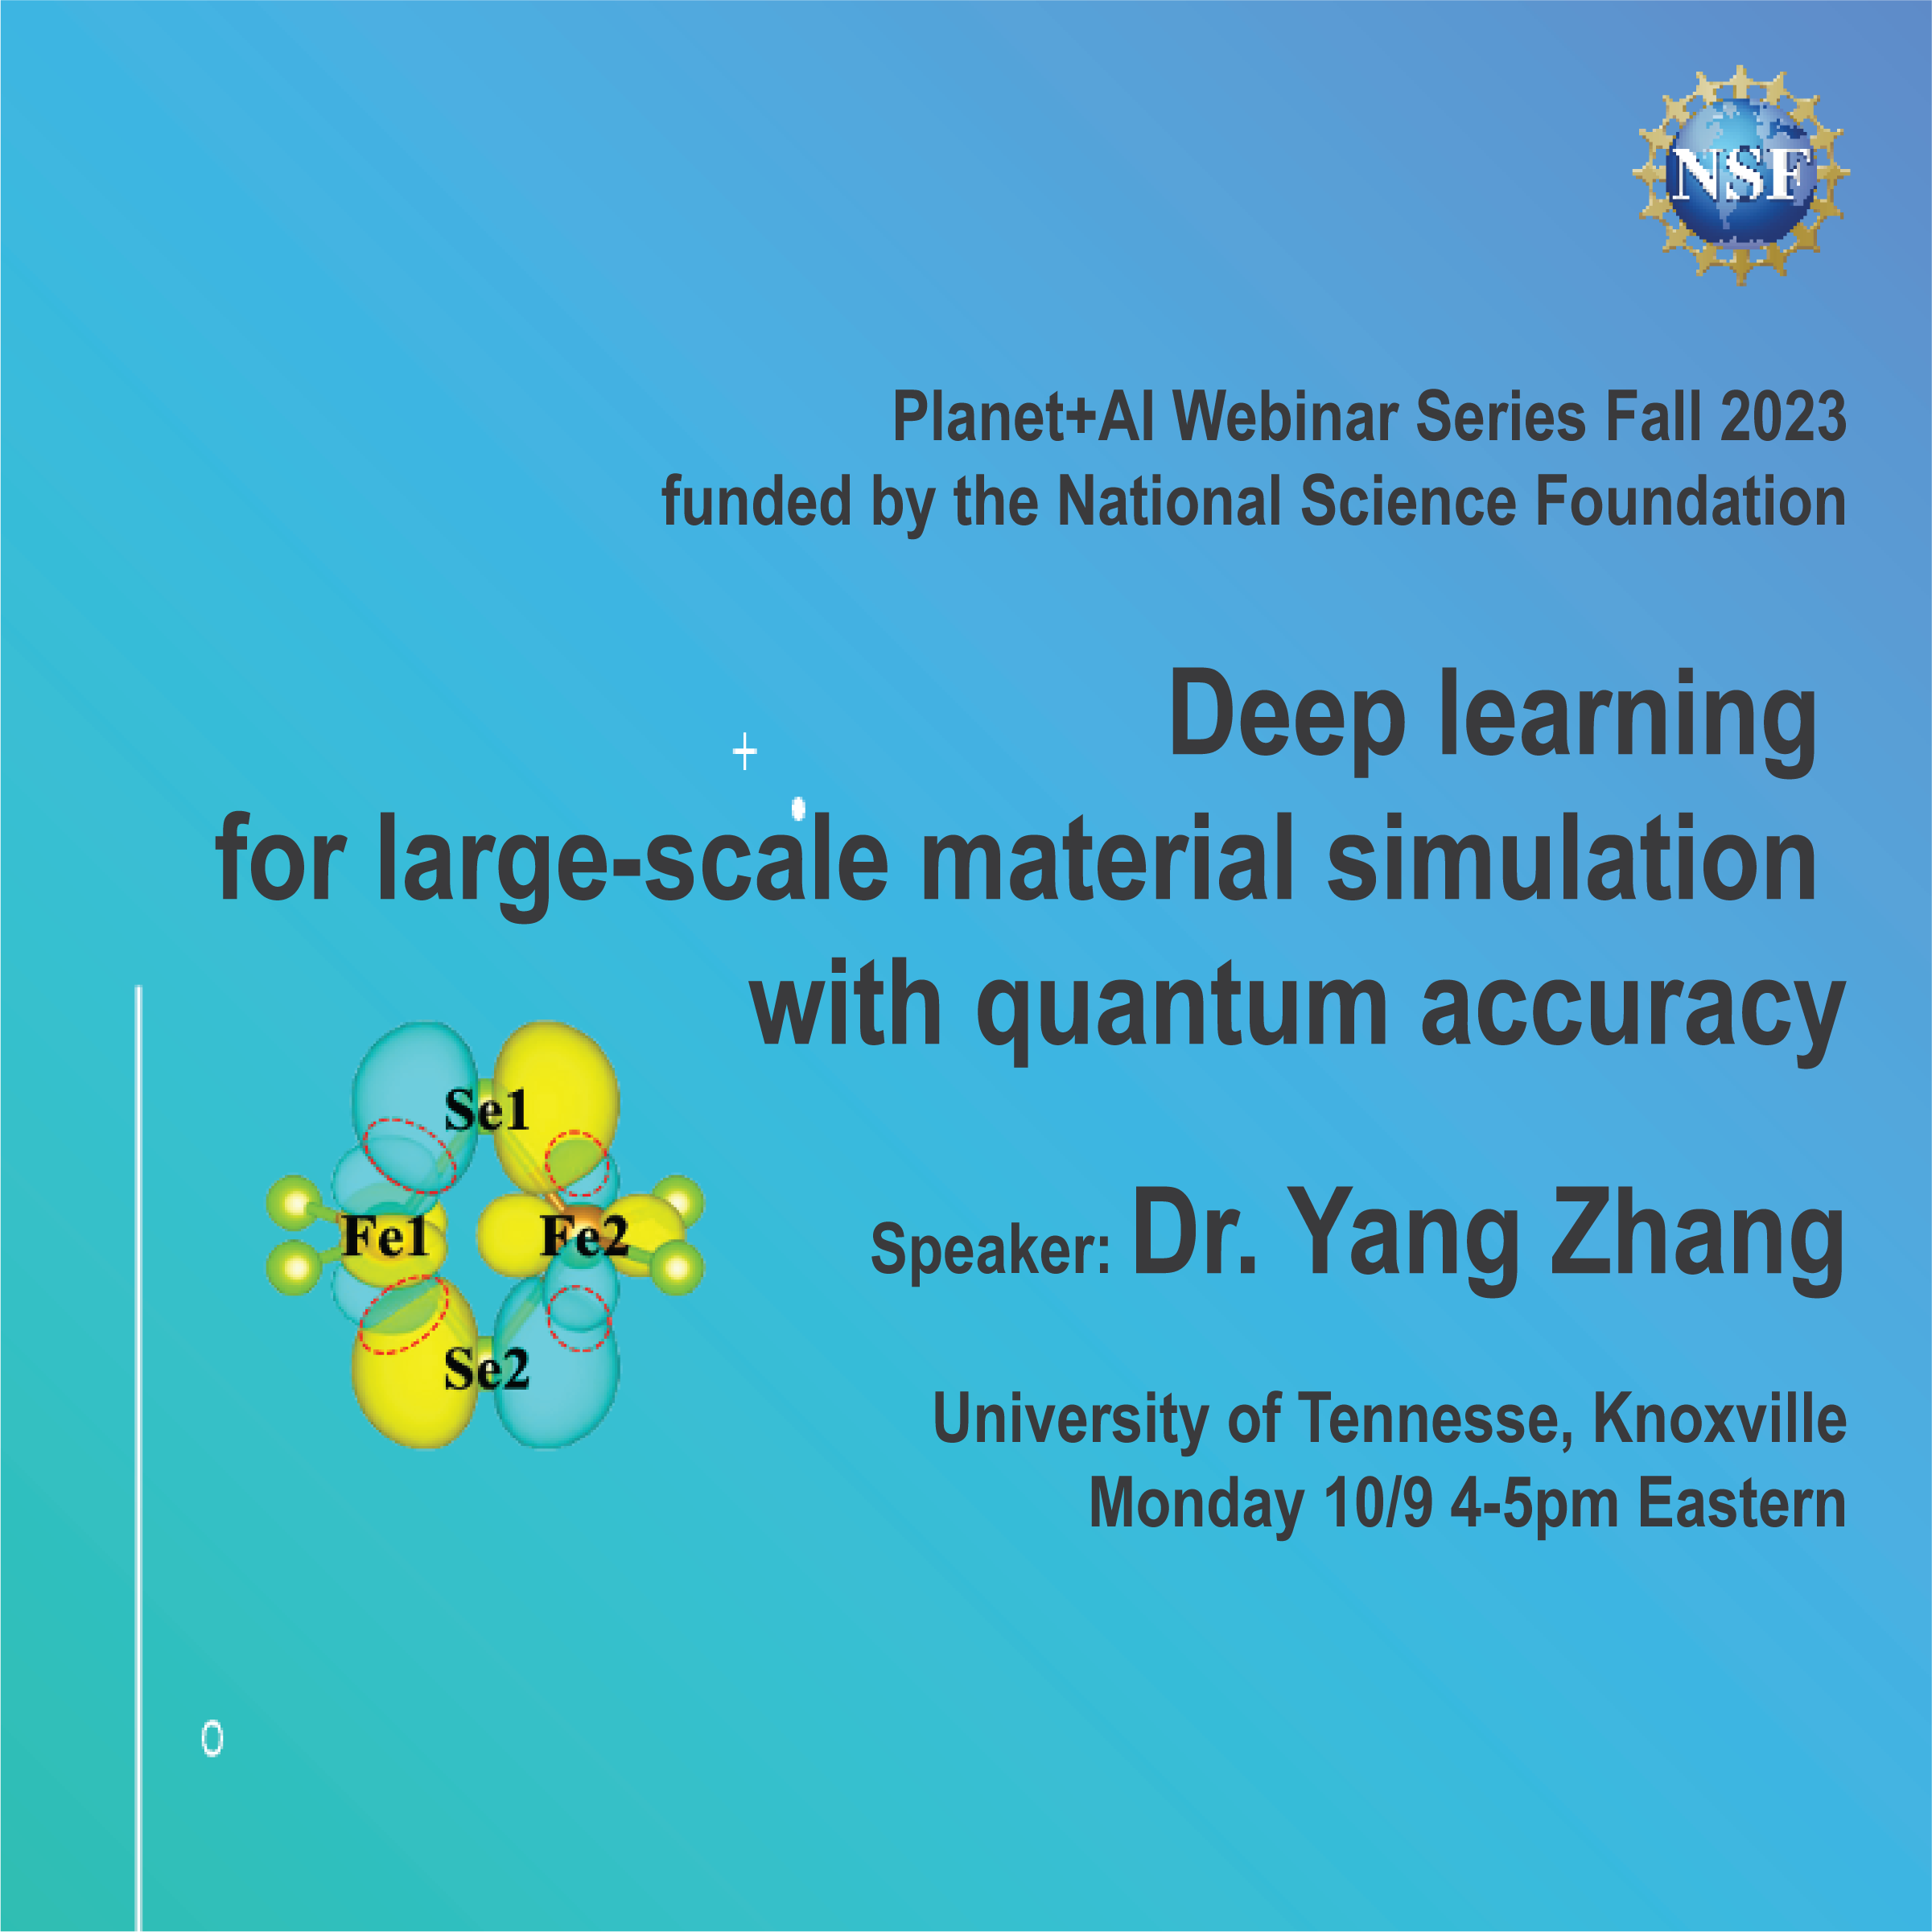 NSF
Planet+AI Webinar Series Fall 2023
funded by the National Science Foundation
Deep learning
for large-scale material simulation
with quantum accuracy
Se1
Fe1 Fe2
Se2
Speaker: Dr. Yang Zhang
University of Tennesse, Knoxville
Monday 10/9 4-5pm Eastern